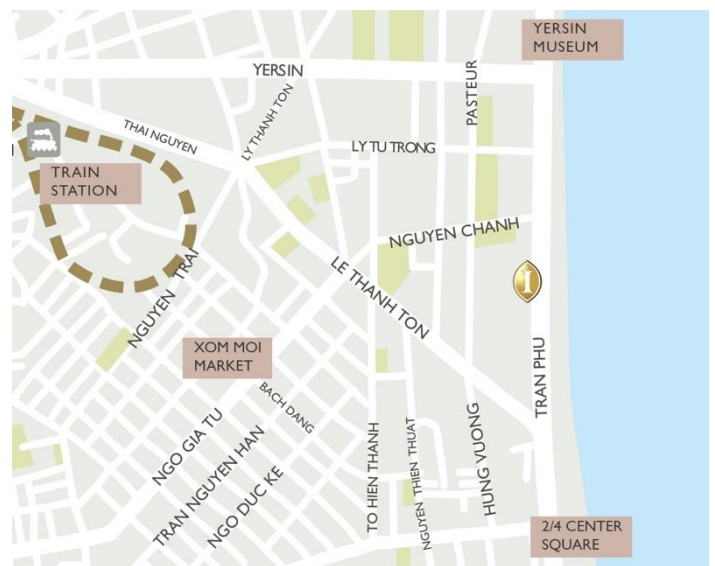 YERSIN
MUSEUM
YERSIN
PASTEUR
THAI NGUYEN
LY THANH TON
LY TU TRONG
TRAIN
STATION
NGUYEN CHANH
NGUYEN TRAI
LE THANH TON
I
XOM MOI
MARKET
TRAN PHU
BACH DANG
NGO GIA TU
TRAN NGUYEN HAN
NGO DUC KE
TO HIEN THANH
NGUYEN THIEN THUAT
HUNG VUONG
2/4 CENTER
SQUARE